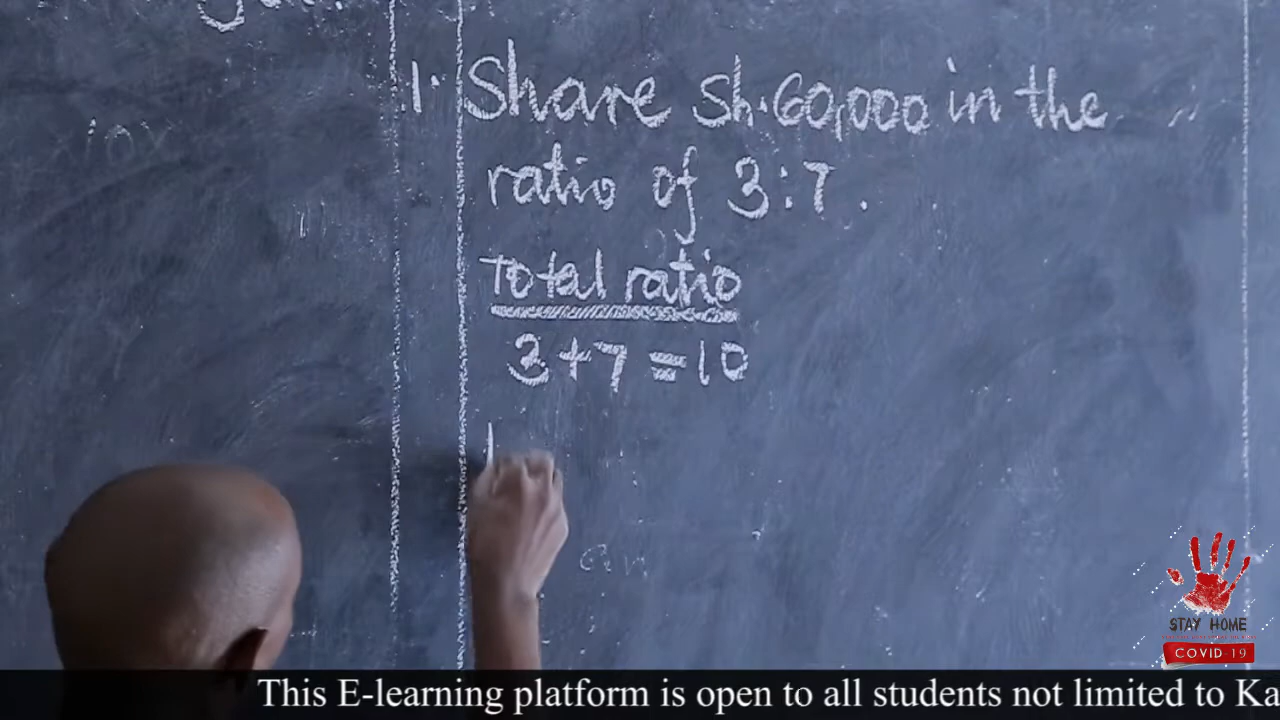 1. Share Sh.60,000 in the
ratio of 3:7.
Total ratio
3+7=10
STAY HOME
COVID-19
This E-learning platform is open to all students not limited to Ka